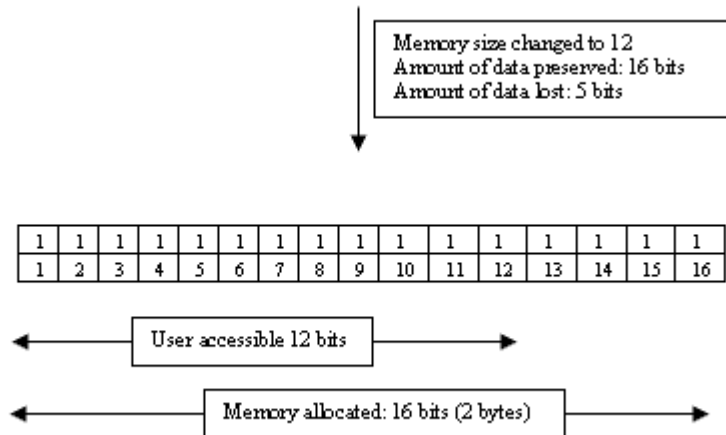 Memory size changed to 12
Amount of data preserved: 16 bits
Amount of data lost: 5 bits
1 1 1 1 1 1 1 1 1 1 1 1 1 1 1 1
1 2 3 4 5 6 7 8 9 10 11 12 13 14 15 16
User accessible 12 bits
Memory allocated: 16 bits (2 bytes)